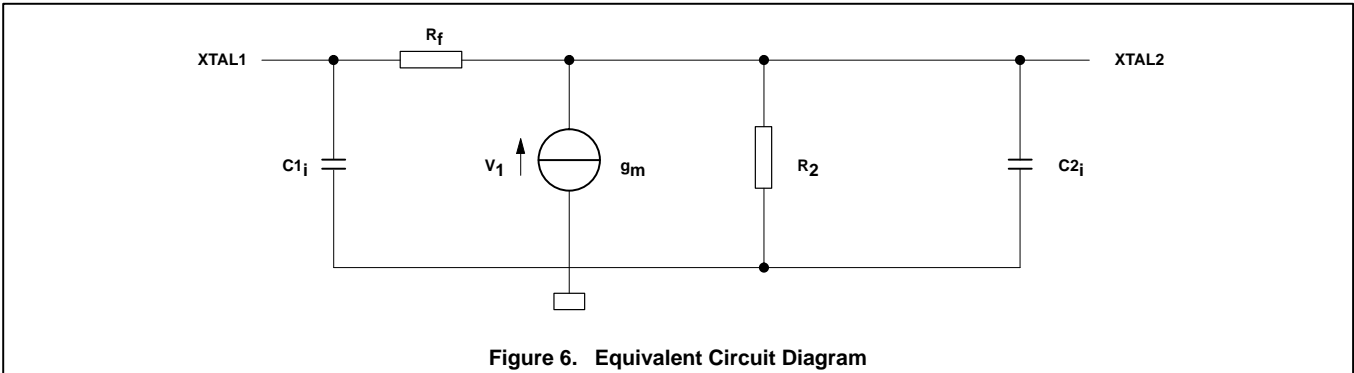 Rf
XTAL1
XTAL2
C1i
V1
gm
R2
C2i
Figure 6. Equivalent Circuit Diagram